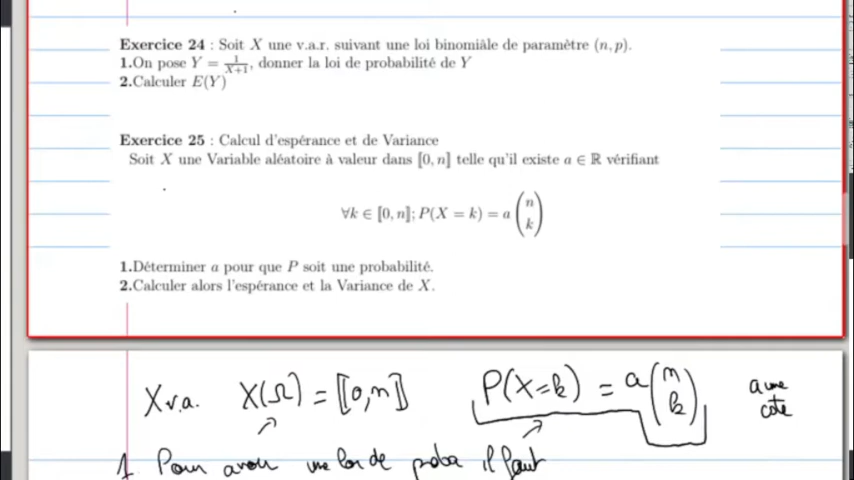 Exercice 24 : Soit X une v.a.r. suivant une loi binomiâle de paramètre (n, p).
1.On pose Y = 1/(X+1), donner la loi de probabilité de Y
2.Calculer E(Y)
Exercice 25 : Calcul d'espérance et de Variance
Soit X une Variable aléatoire à valeur dans ⟦0, n⟧ telle qu'il existe a ∈ ℝ vérifiant
∀k ∈ ⟦0, n⟧; P(X = k) = a (n k)
1.Déterminer a pour que P soit une probabilité.
2.Calculer alors l'espérance et la Variance de X.
X v.a. X(Ω) = ⟦0, n⟧ P(X=k) = a (n k) a une cote
1 Pour avoir une loi de proba il faut